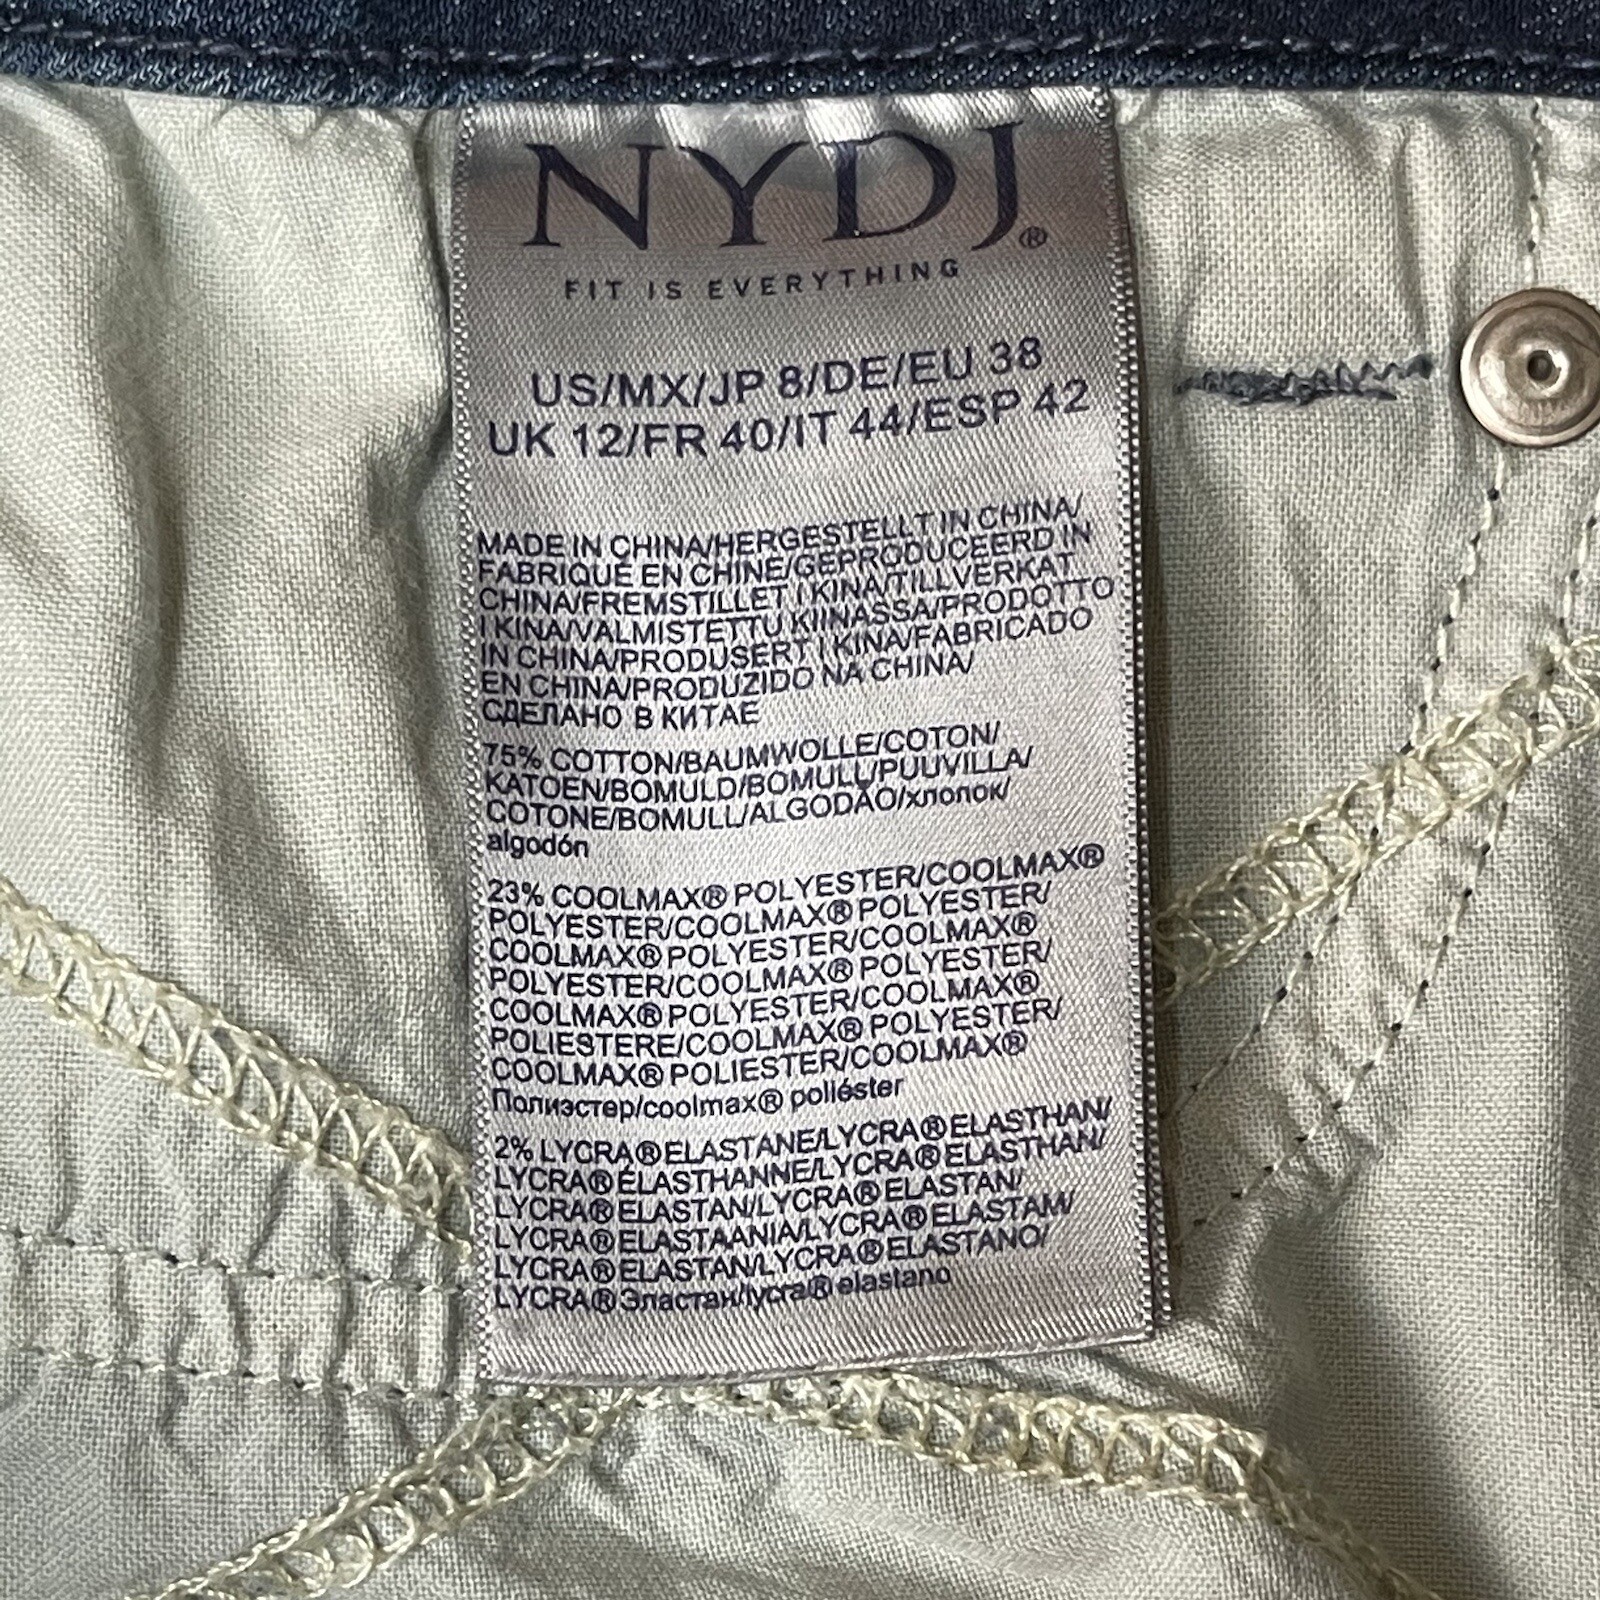 NYDJ®
FIT IS EVERYTHING
US/MX/JP 8/DE/EU 38
UK 12/FR 40/IT 44/ESP 42
MADE IN CHINA/HERGESTELLT IN CHINA/
FABRIQUÉ EN CHINE/GEPRODUCEERD IN
CHINA/FREMSTILLET I KINA/TILLVERKAT
I KINA/VALMISTETTU KIINASSA/PRODOTTO
IN CHINA/PRODUSERT I KINA/FABRICADO
EN CHINA/PRODUZIDO NA CHINA/
СДЕЛАНО В КИТАЕ
75% COTTON/BAUMWOLLE/COTON/
KATOEN/BOMULD/BOMULL/PUUVILLA/
COTONE/BOMULL/ALGODÃO/хлопок/
algodón
23% COOLMAX® POLYESTER/COOLMAX®
POLYESTER/COOLMAX® POLYESTER/
COOLMAX® POLYESTER/COOLMAX®
POLYESTER/COOLMAX® POLYESTER/
COOLMAX® POLYESTER/COOLMAX®
POLIESTERE/COOLMAX® POLYESTER/
COOLMAX® POLIESTER/COOLMAX®
Полиэстер/coolmax® poliéster
2% LYCRA® ELASTANE/LYCRA® ELASTHAN/
LYCRA® ÉLASTHANNE/LYCRA® ELASTHAN/
LYCRA® ELASTAN/LYCRA® ELASTAN/
LYCRA® ELASTAANIA/LYCRA® ELASTAM/
LYCRA® ELASTAN/LYCRA® ELASTANO/
LYCRA® Эластан/lycra® elastano